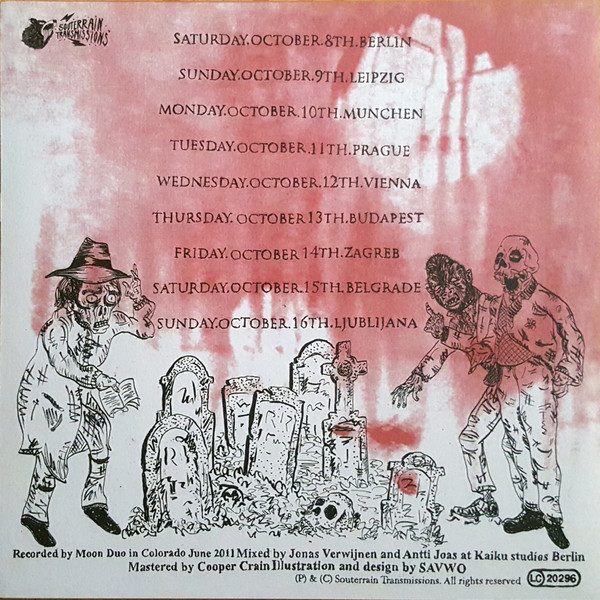 SOUTERRAIN
TRANSMISSIONS
SATURDAY.OCTOBER.8TH.BERLIN
SUNDAY.OCTOBER.9TH.LEIPZIG
MONDAY.OCTOBER.10TH.MUNCHEN
TUESDAY.OCTOBER.11TH.PRAGUE
WEDNESDAY.OCTOBER.12TH.VIENNA
THURSDAY.OCTOBER 13TH.BUDAPEST
FRIDAY.OCTOBER 14TH.ZAGREB
SATURDAY.OCTOBER.15TH.BELGRADE
SUNDAY.OCTOBER.16TH.LJUBLIJANA
Recorded by Moon Duo in Colorado June 2011 Mixed by Jonas Verwijnen and Antti Joas at Kaiku studios Berlin
Mastered by Cooper Crain Illustration and design by SAVWO
(P) & (C) Souterrain Transmissions. All rights reserved LC 20296